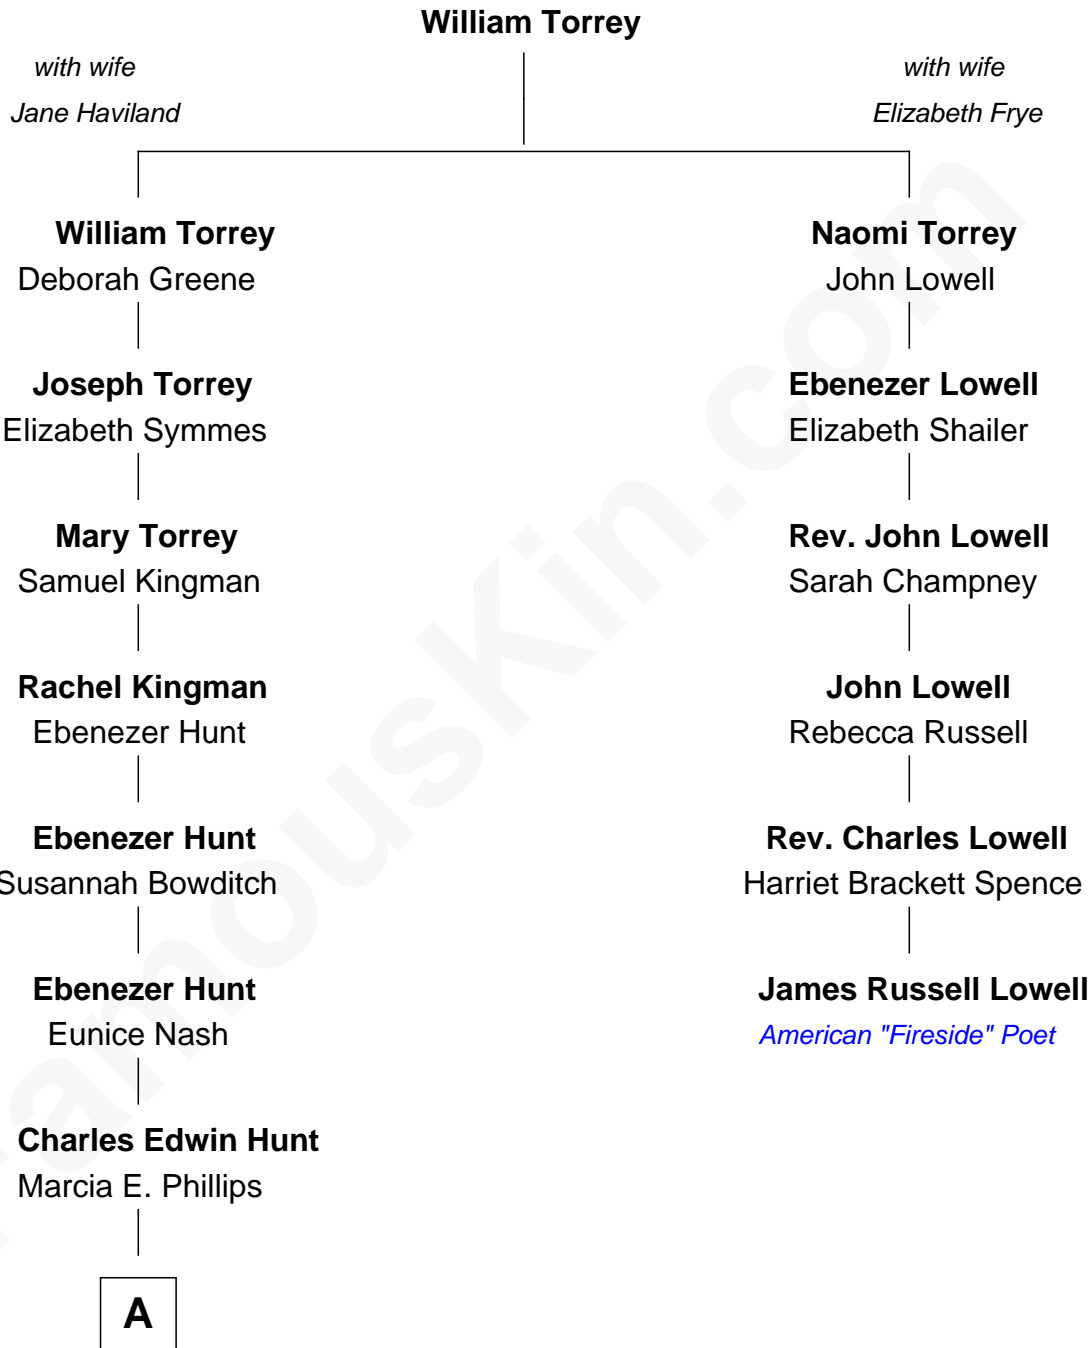 William Torrey
with wife
Jane Haviland
with wife
Elizabeth Frye
William Torrey
Deborah Greene
Naomi Torrey
John Lowell
Joseph Torrey
Elizabeth Symmes
Ebenezer Lowell
Elizabeth Shailer
Mary Torrey
Samuel Kingman
Rev. John Lowell
Sarah Champney
Rachel Kingman
Ebenezer Hunt
John Lowell
Rebecca Russell
Ebenezer Hunt
Susannah Bowditch
Rev. Charles Lowell
Harriet Brackett Spence
Ebenezer Hunt
Eunice Nash
James Russell Lowell
American "Fireside" Poet
Charles Edwin Hunt
Marcia E. Phillips
A
FamousKin.com